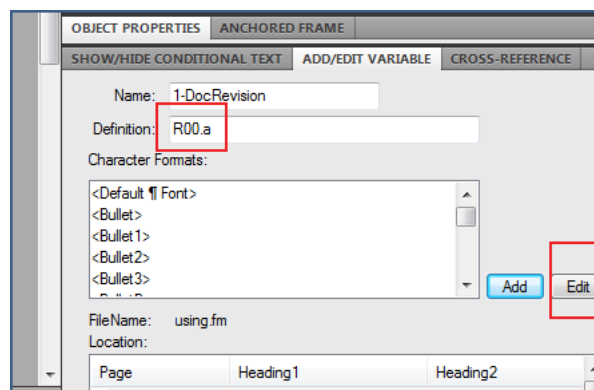 OBJECT PROPERTIES ANCHORED FRAME
SHOW/HIDE CONDITIONAL TEXT ADD/EDIT VARIABLE CROSS-REFERENCE
Name: 1-DocRevision
Definition: R00.a
Character Formats:
<Default ¶ Font>
<Bullet>
<Bullet1>
<Bullet2>
<Bullet3>
Add Edit
FileName: using.fm
Location:
Page Heading1 Heading2